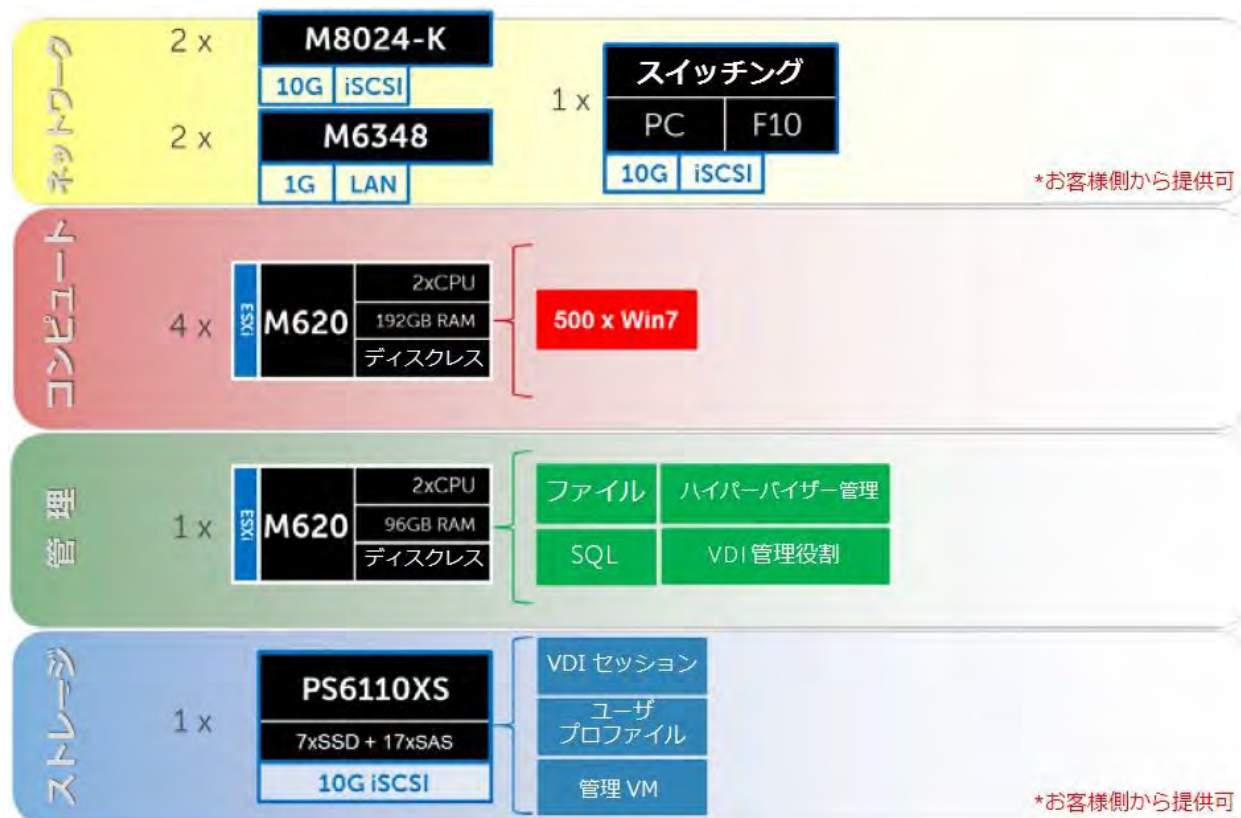 ネットワーク
2 x
M8024-K
10G iSCSI
2 x
M6348
1G LAN
1 x
スイッチング
PC F10
10G iSCSI
*お客様側から提供可
コンピュート
4 x
ESXi
M620
2xCPU
192GB RAM
ディスクレス
500 x Win7
管理
1 x
ESXi
M620
2xCPU
96GB RAM
ディスクレス
ファイル
ハイパーバイザー管理
SQL
VDI 管理役割
ストレージ
1 x
PS6110XS
7xSSD + 17xSAS
10G iSCSI
VDI セッション
ユーザ
プロファイル
管理 VM
*お客様側から提供可